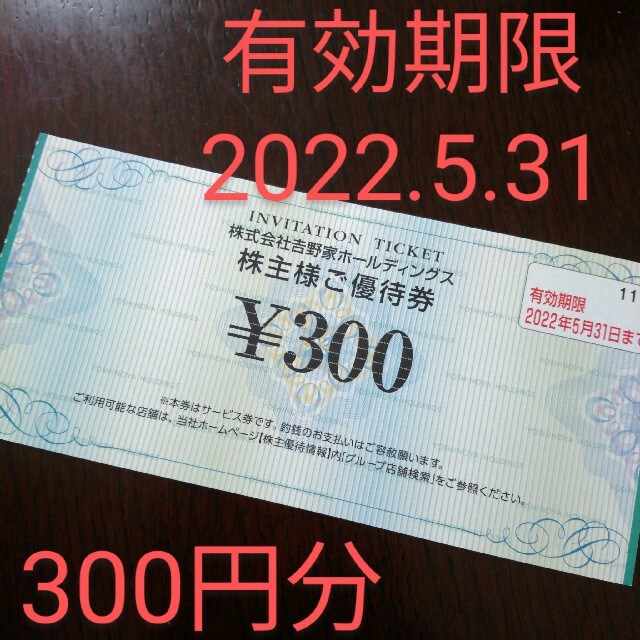 有効期限
2022.5.31
INVITATION TICKET
株式会社吉野家ホールディングス
株主様ご優待券
¥300
11
有効期限
2022年5月31日まで
※本券はサービス券です。釣銭のお支払いはご容赦願います。
ご利用可能な店舗は、当社ホームページ【株主優待情報】内「グループ店舗検索」をご参照ください。
300円分